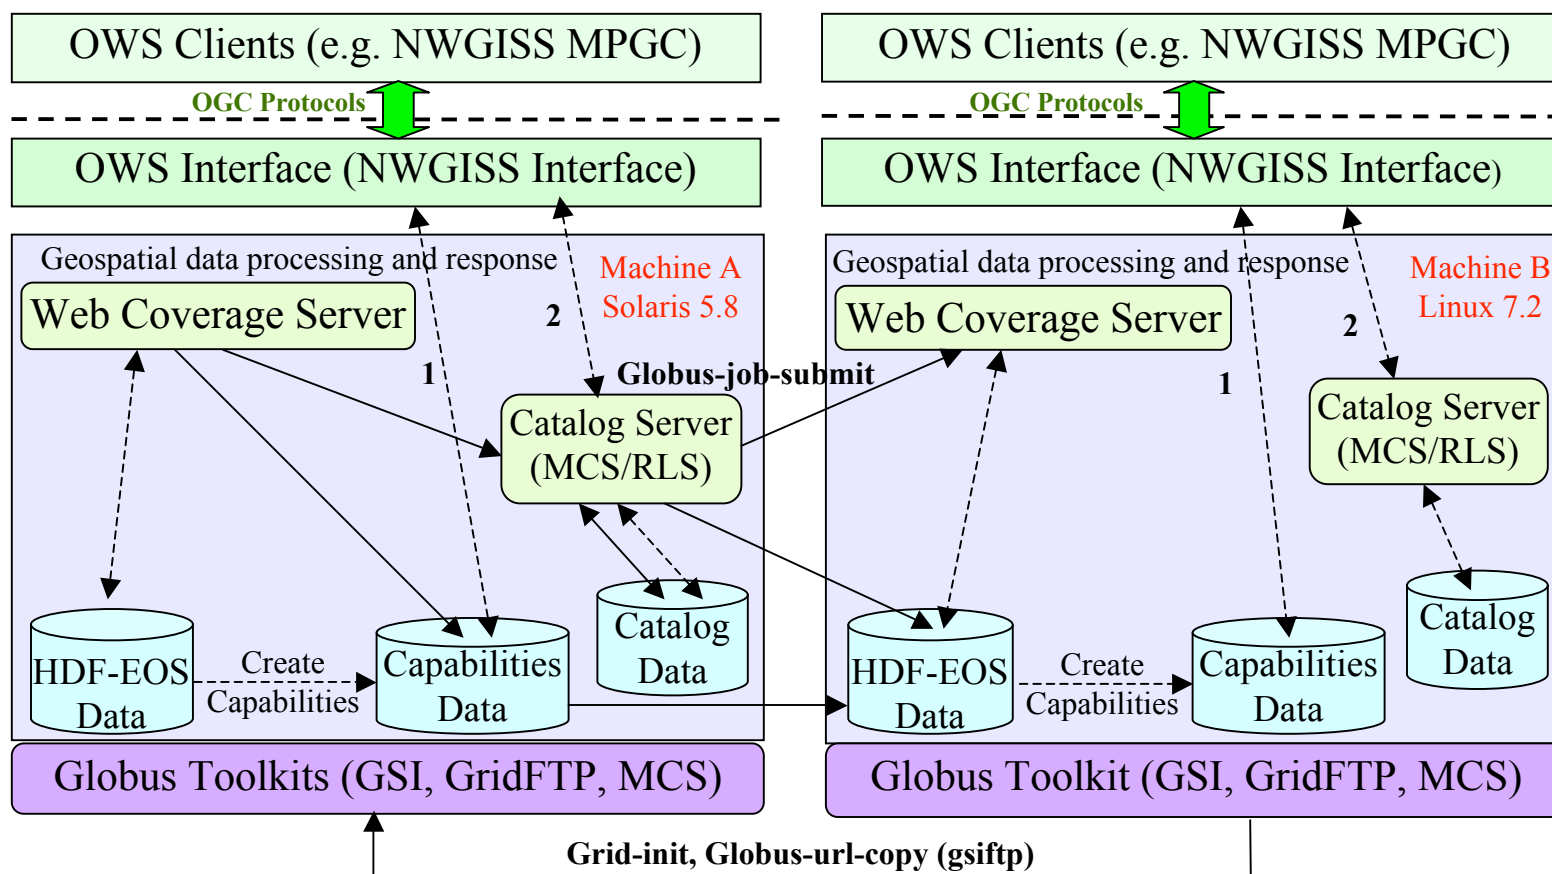 OWS Clients (e.g. NWGISS MPGC)
OGC Protocols
OWS Interface (NWGISS Interface)
Geospatial data processing and response
Machine A
Solaris 5.8
Web Coverage Server
2
1
Globus-job-submit
Catalog Server
(MCS/RLS)
Catalog
Data
HDF-EOS
Data
Create
Capabilities
Capabilities
Data
Globus Toolkits (GSI, GridFTP, MCS)
OWS Clients (e.g. NWGISS MPGC)
OGC Protocols
OWS Interface (NWGISS Interface)
Geospatial data processing and response
Machine B
Linux 7.2
Web Coverage Server
2
1
Catalog Server
(MCS/RLS)
Catalog
Data
HDF-EOS
Data
Create
Capabilities
Capabilities
Data
Globus Toolkit (GSI, GridFTP, MCS)
Grid-init, Globus-url-copy (gsiftp)